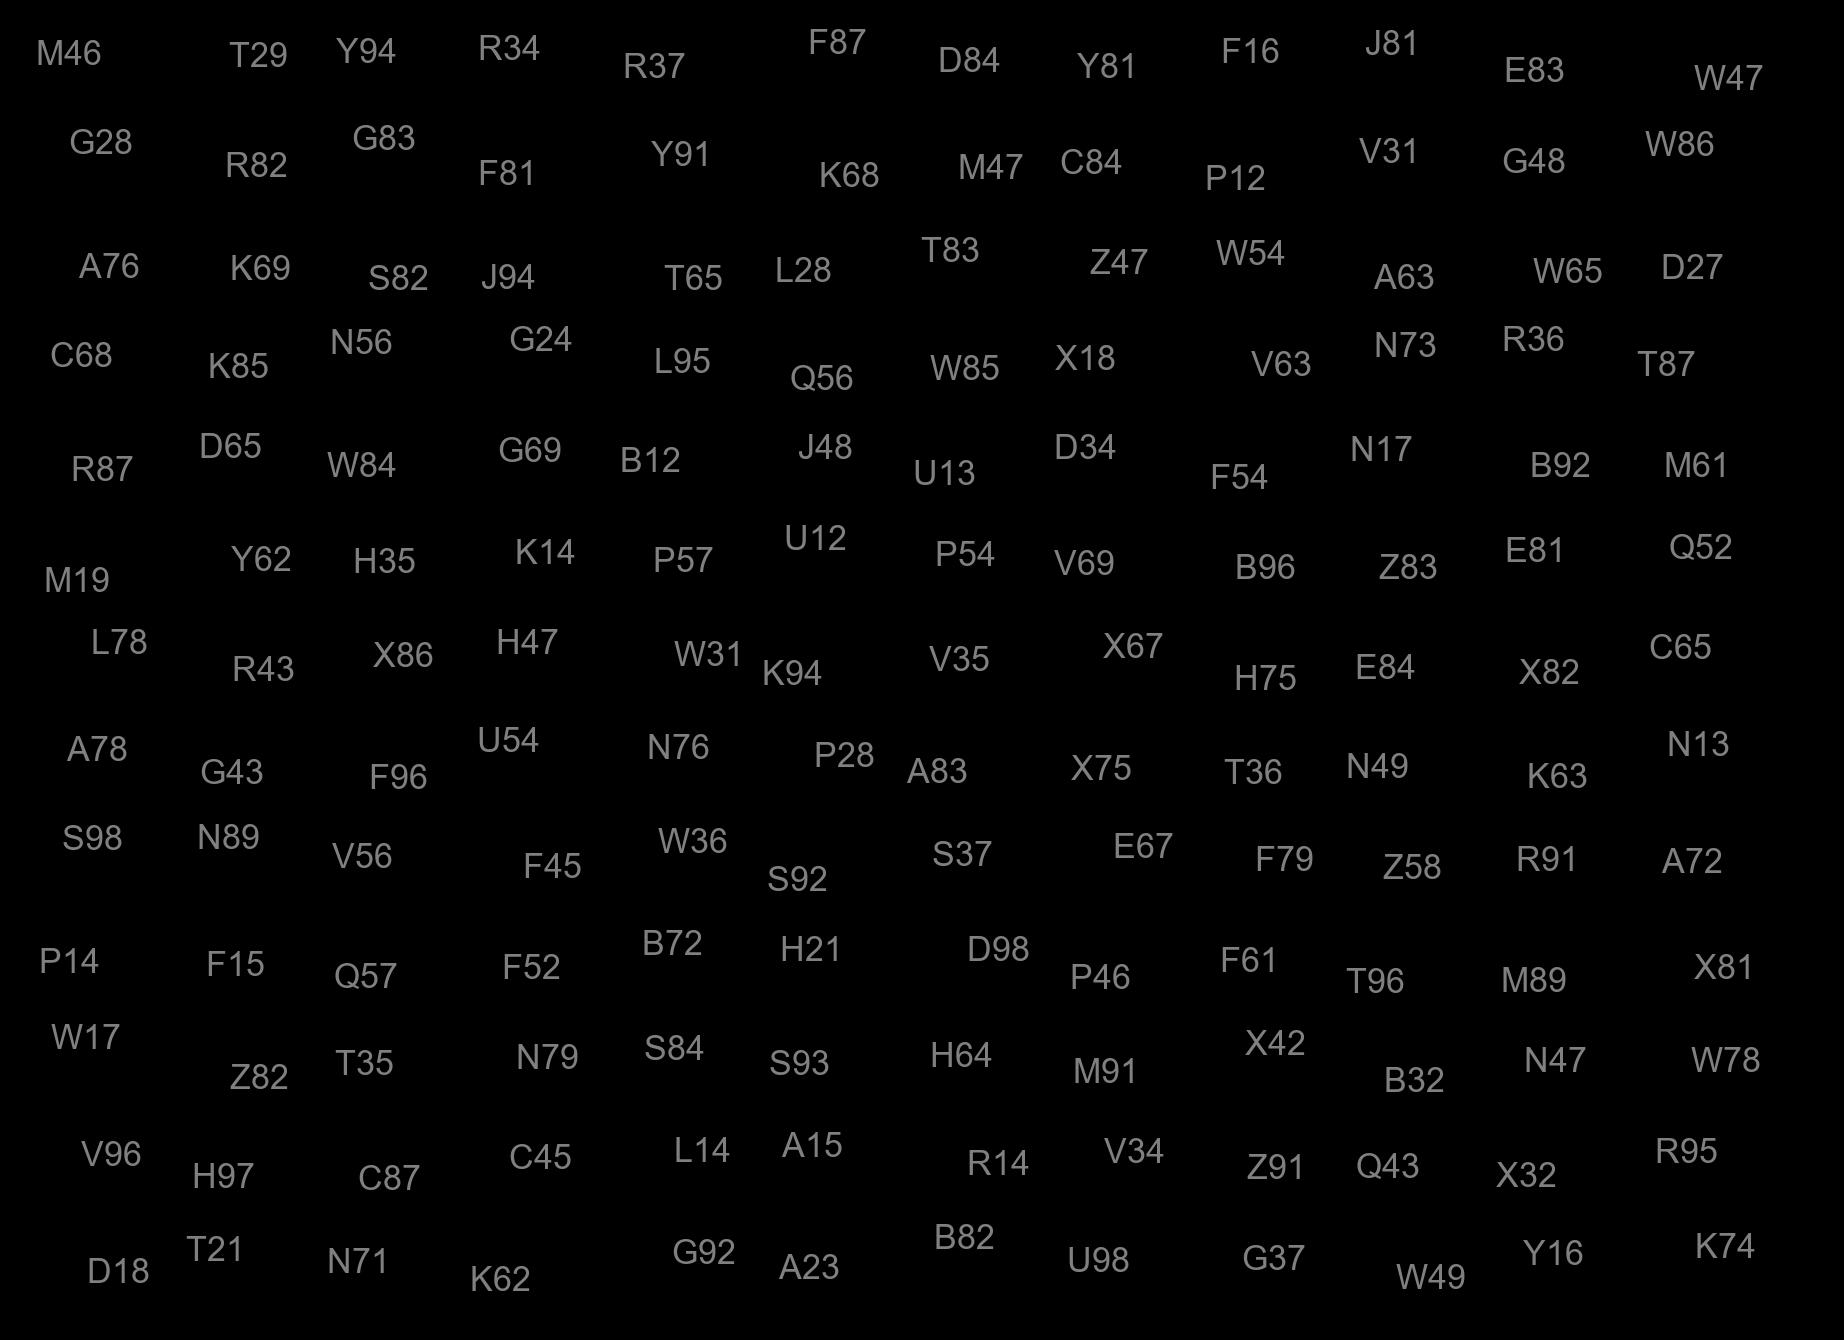 M46 T29 Y94 R34 R37 F87 D84 Y81 F16 J81 E83 W47
G28 R82 G83 F81 Y91 K68 M47 C84 P12 V31 G48 W86
A76 K69 S82 J94 T65 L28 T83 Z47 W54 A63 W65 D27
C68 K85 N56 G24 L95 Q56 W85 X18 V63 N73 R36 T87
R87 D65 W84 G69 B12 J48 U13 D34 F54 N17 B92 M61
M19 Y62 H35 K14 P57 U12 P54 V69 B96 Z83 E81 Q52
L78 R43 X86 H47 W31 K94 V35 X67 H75 E84 X82 C65
A78 G43 F96 U54 N76 P28 A83 X75 T36 N49 K63 N13
S98 N89 V56 F45 W36 S92 S37 E67 F79 Z58 R91 A72
P14 F15 Q57 F52 B72 H21 D98 P46 F61 T96 M89 X81
W17 Z82 T35 N79 S84 S93 H64 M91 X42 B32 N47 W78
V96 H97 C87 C45 L14 A15 R14 V34 Z91 Q43 X32 R95
D18 T21 N71 K62 G92 A23 B82 U98 G37 W49 Y16 K74